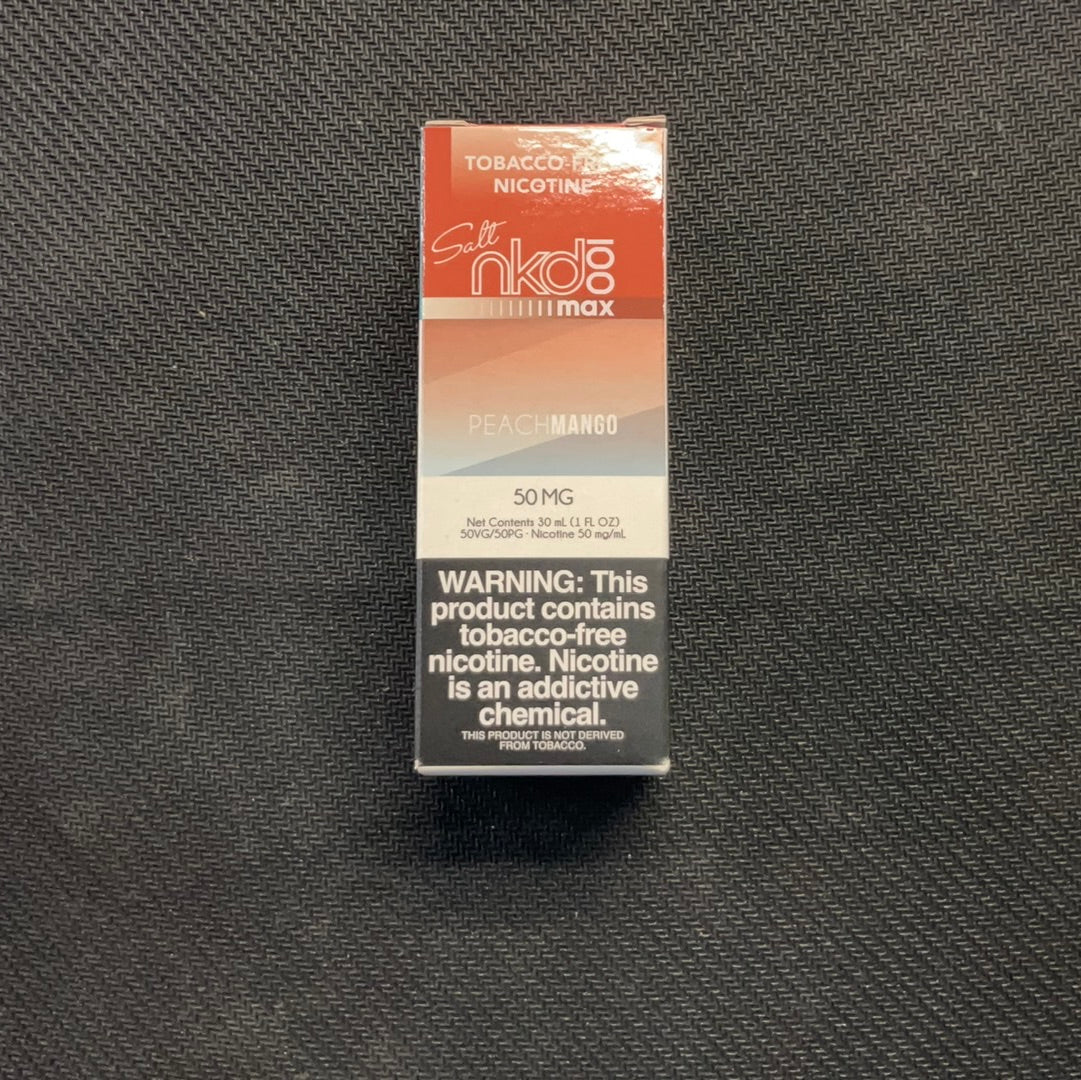 TOBACCO-FREE
NICOTINE
Salt
nkd 100
max
PEACHMANGO
50 MG
Net Contents 30 mL (1 FL OZ)
50VG/50PG · Nicotine 50 mg/mL
WARNING: This
product contains
tobacco-free
nicotine. Nicotine
is an addictive
chemical.
THIS PRODUCT IS NOT DERIVED
FROM TOBACCO.